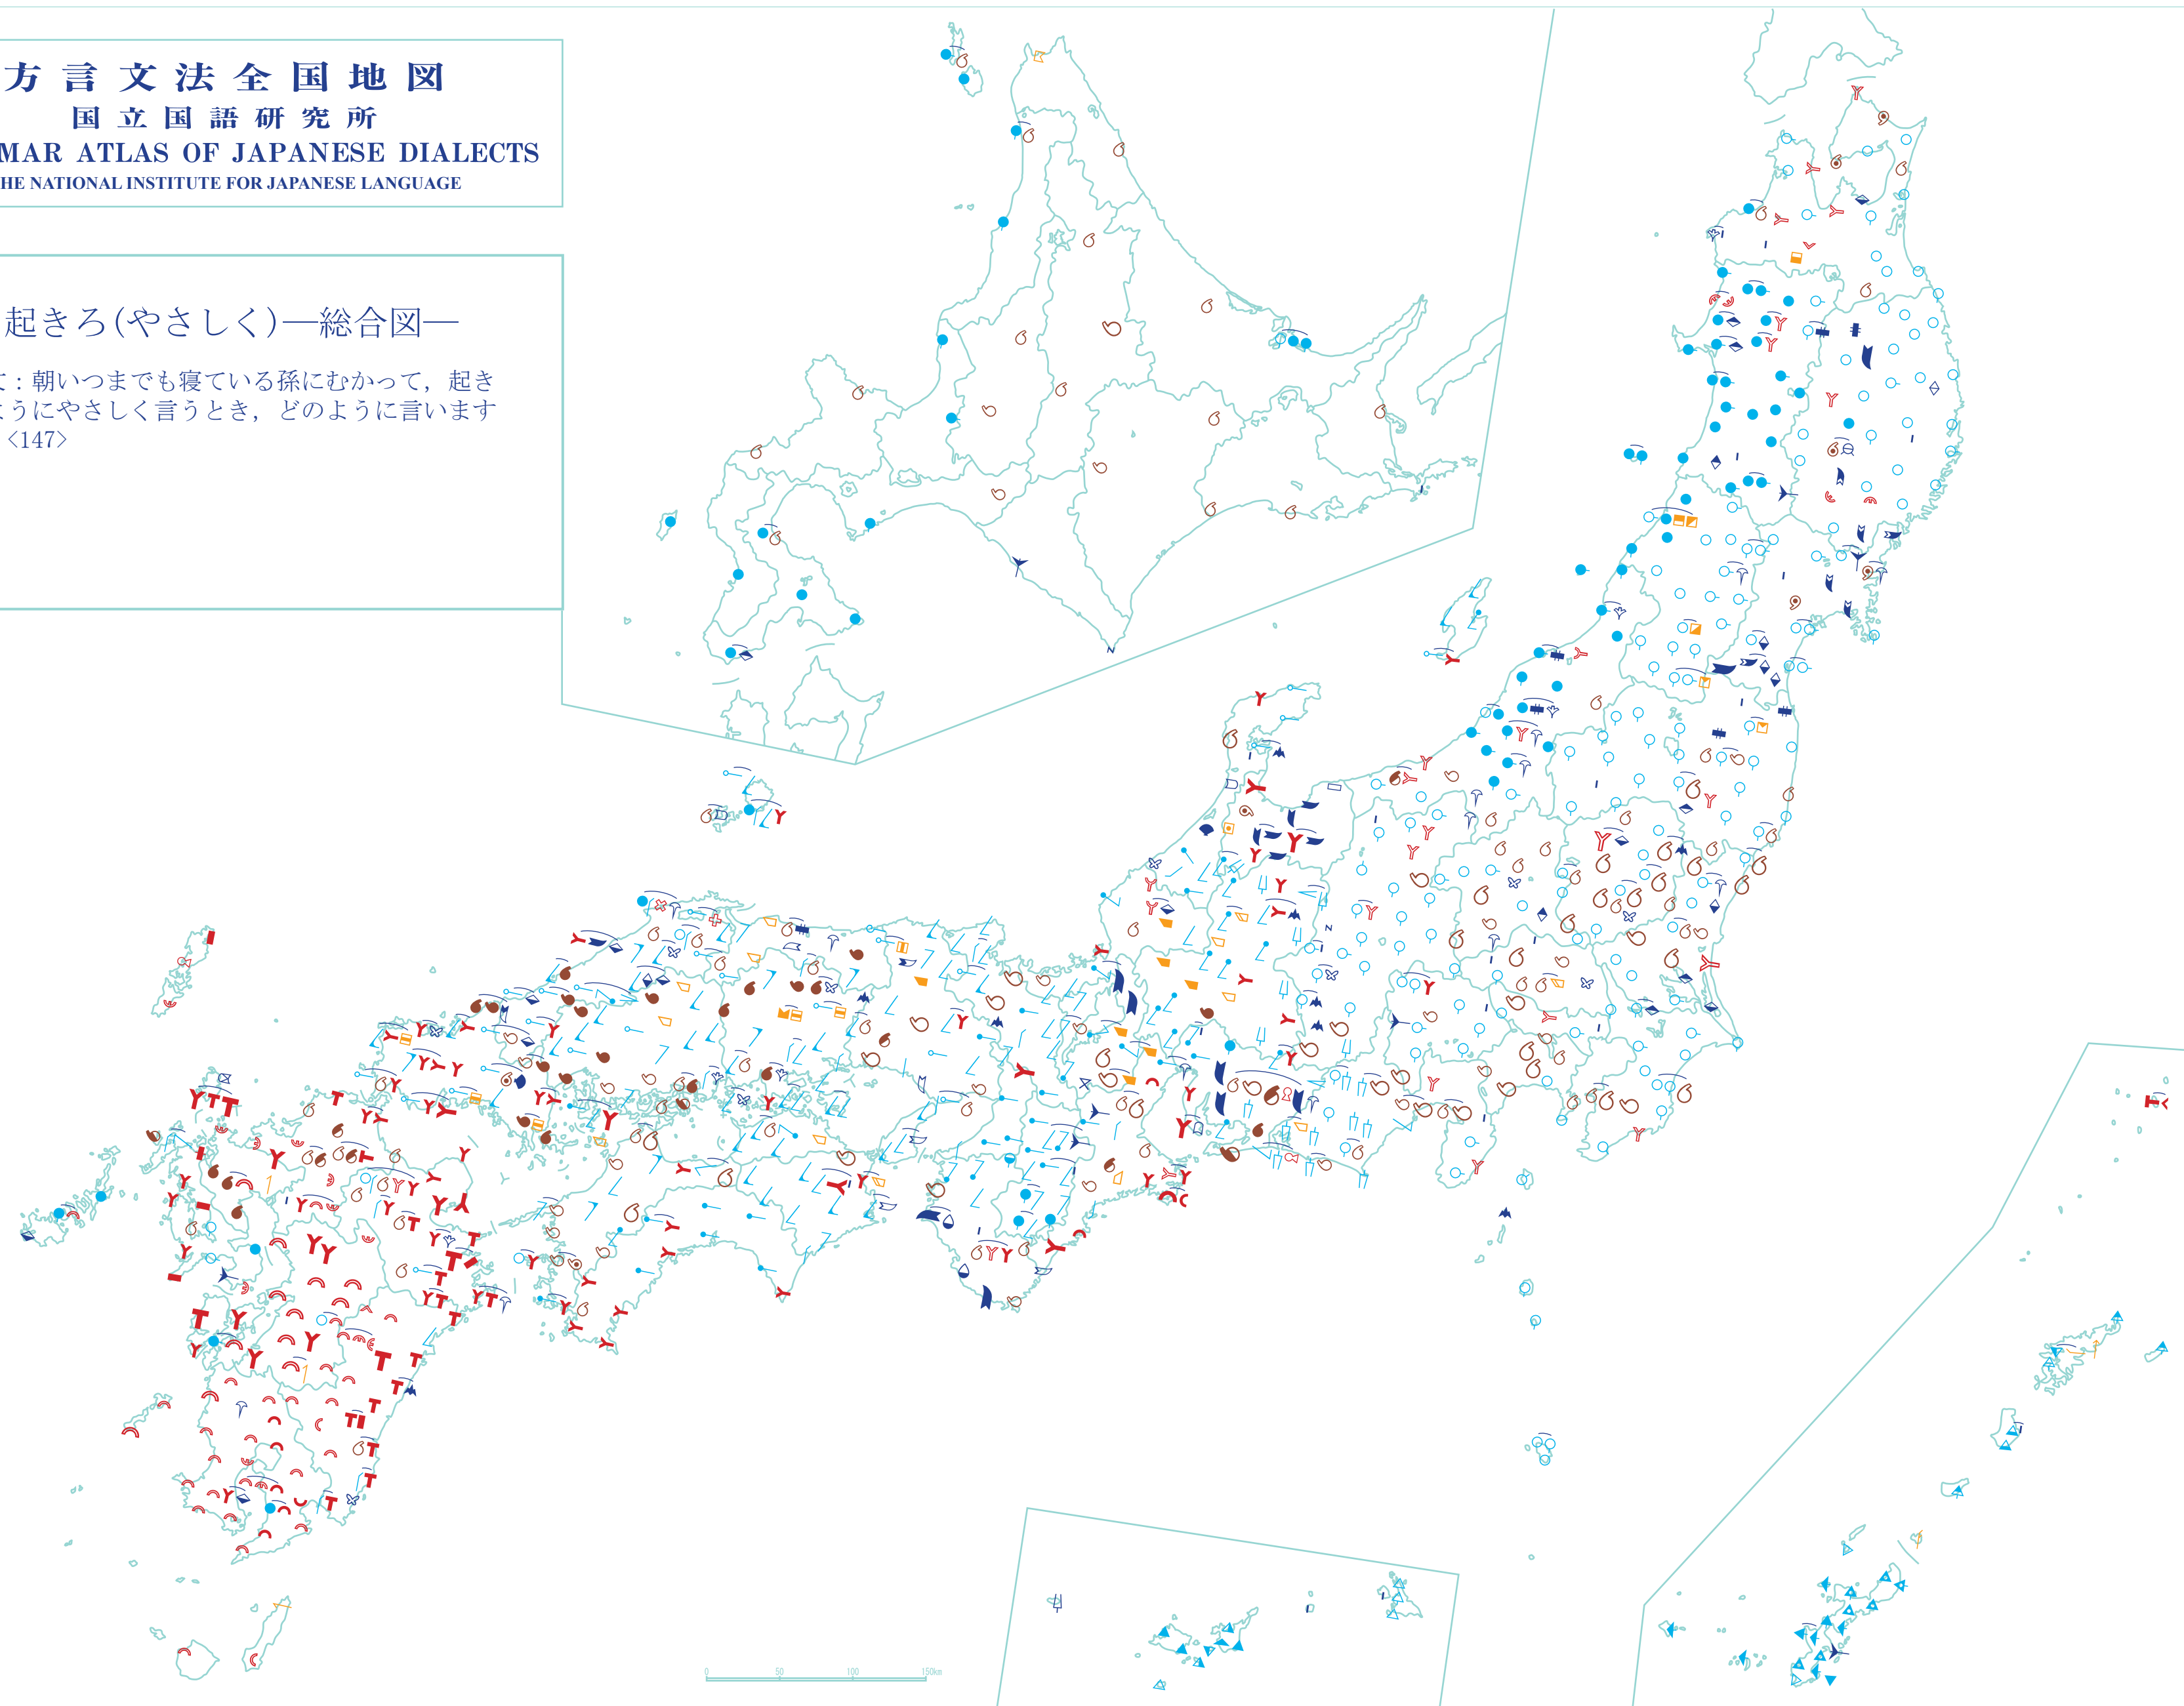 方言文法全国地図
国立国語研究所
MAR ATLAS OF JAPANESE DIALECTS
HE NATIONAL INSTITUTE FOR JAPANESE LANGUAGE
起きろ(やさしく)―総合図―
て：朝いつまでも寝ている孫にむかって，起き
ようにやさしく言うとき，どのように言います
<147>
0 50 100 150km